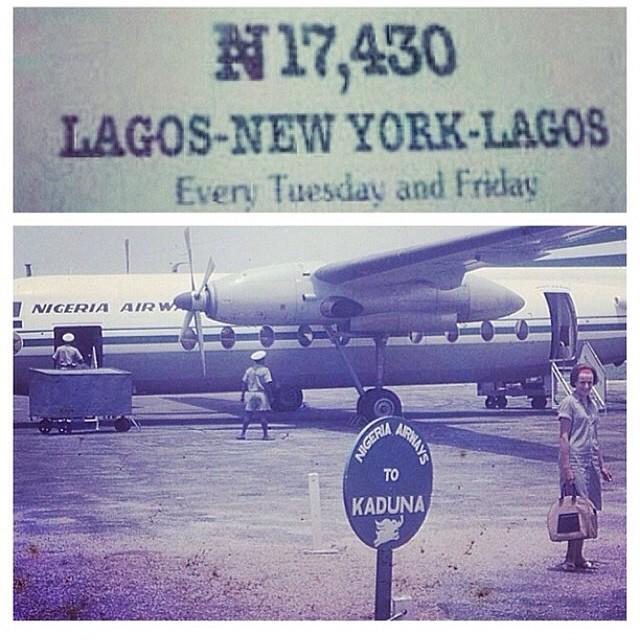 ₦17,430
LAGOS-NEW YORK-LAGOS
Every Tuesday and Friday
NIGERIA AIRW
NIGERIA AIRWAYS
TO
KADUNA